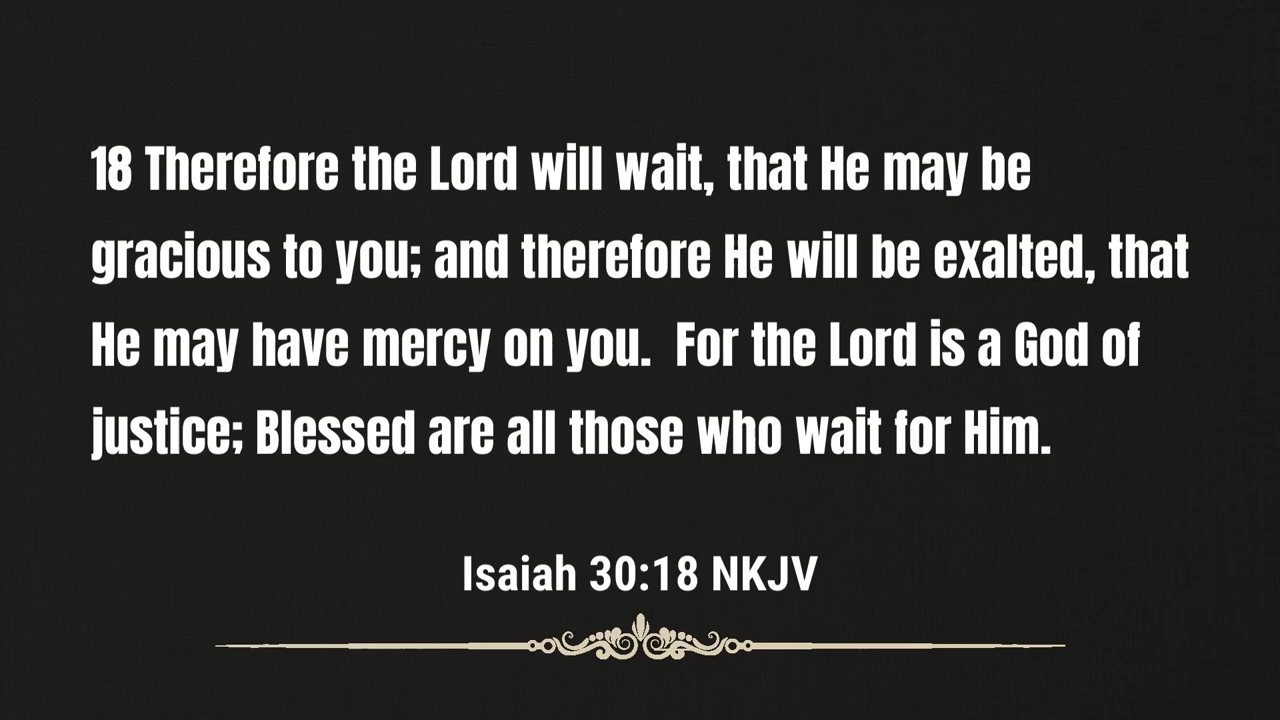 18 Therefore the Lord will wait, that He may be
gracious to you; and therefore He will be exalted, that
He may have mercy on you.  For the Lord is a God of
justice; Blessed are all those who wait for Him.
Isaiah 30:18 NKJV